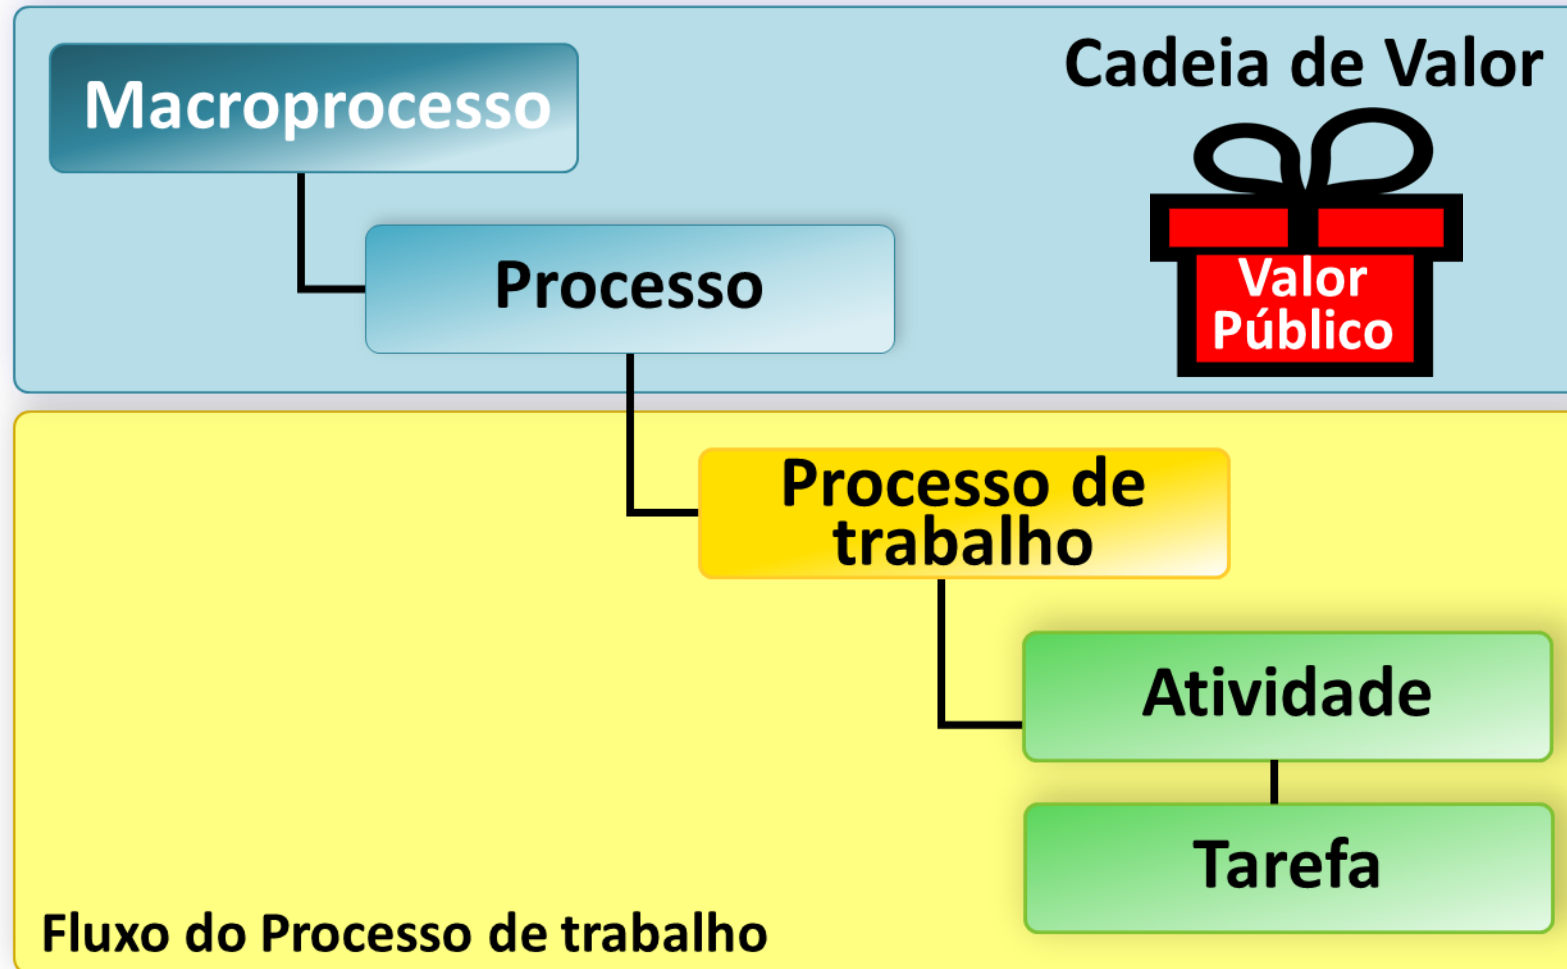 Cadeia de Valor
Macroprocesso
Processo
Valor
Público
Processo de
trabalho
Atividade
Tarefa
Fluxo do Processo de trabalho